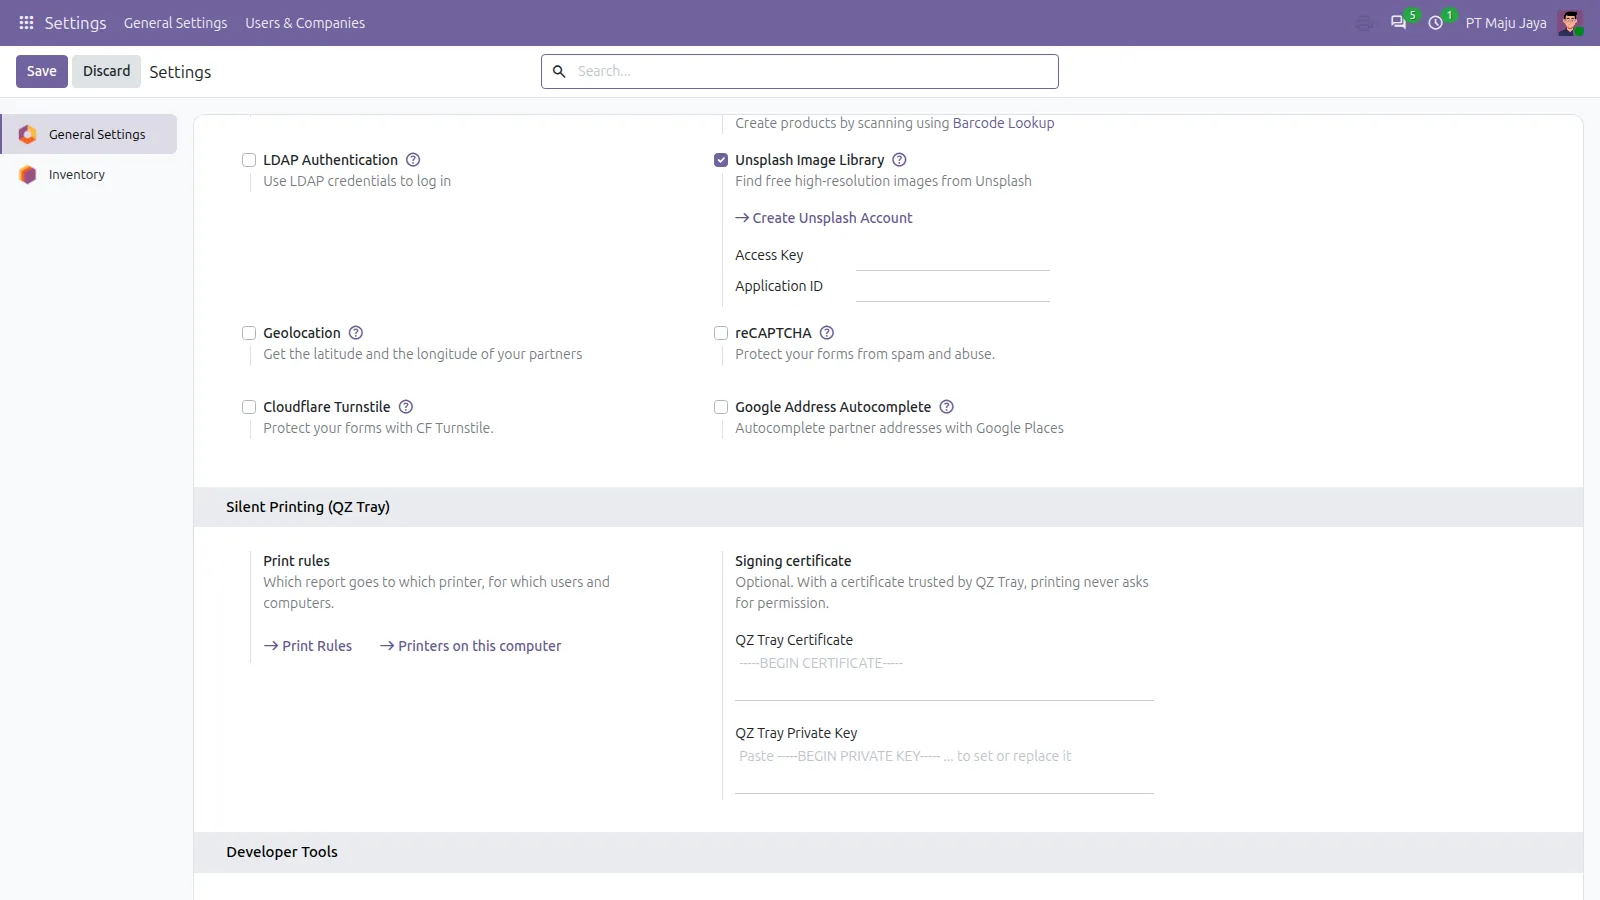 Settings General Settings Users & Companies 5 1 PT Maju Jaya
Save Discard Settings Search...
General Settings
Inventory
Create products by scanning using Barcode Lookup
LDAP Authentication
Use LDAP credentials to log in
Unsplash Image Library
Find free high-resolution images from Unsplash
Create Unsplash Account
Access Key
Application ID
Geolocation
Get the latitude and the longitude of your partners
reCAPTCHA
Protect your forms from spam and abuse.
Cloudflare Turnstile
Protect your forms with CF Turnstile.
Google Address Autocomplete
Autocomplete partner addresses with Google Places
Silent Printing (QZ Tray)
Print rules
Which report goes to which printer, for which users and
computers.
→ Print Rules → Printers on this computer
Signing certificate
Optional. With a certificate trusted by QZ Tray, printing never asks
for permission.
QZ Tray Certificate
-----BEGIN CERTIFICATE-----
QZ Tray Private Key
Paste -----BEGIN PRIVATE KEY----- ... to set or replace it
Developer Tools